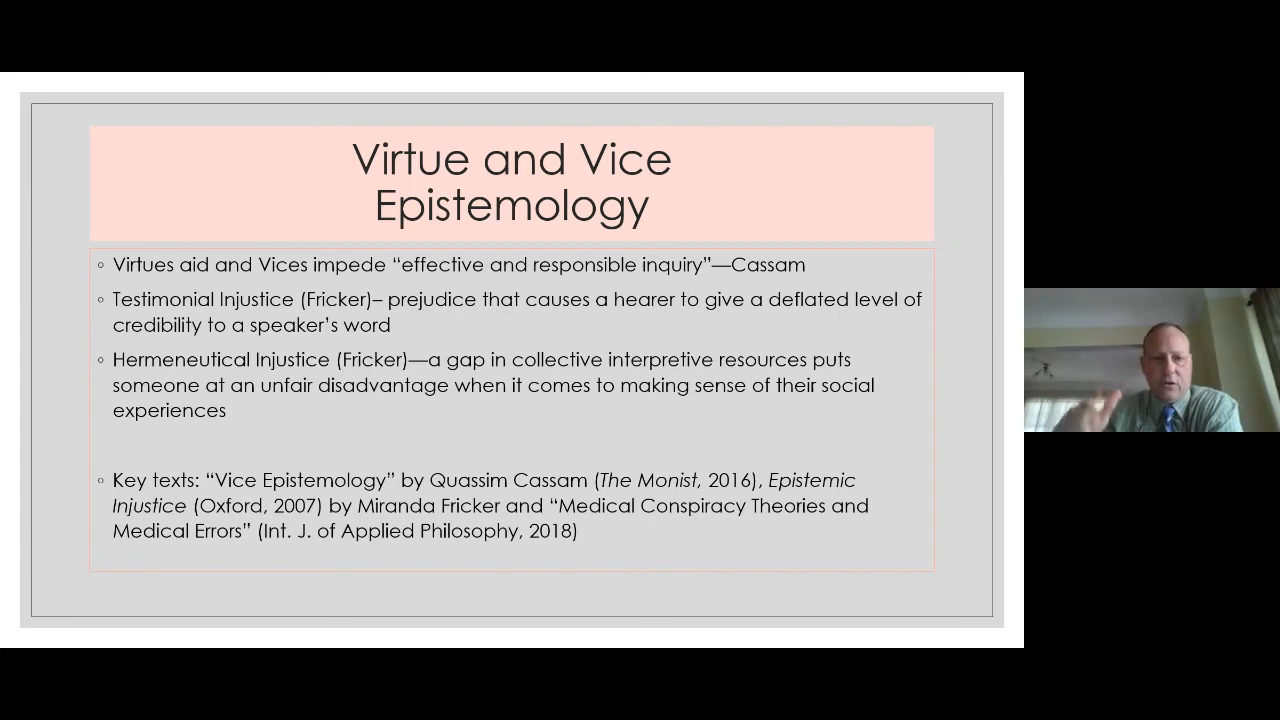 Virtue and Vice
Epistemology
◦ Virtues aid and Vices impede “effective and responsible inquiry”—Cassam
◦ Testimonial Injustice (Fricker)– prejudice that causes a hearer to give a deflated level of
credibility to a speaker’s word
◦ Hermeneutical Injustice (Fricker)—a gap in collective interpretive resources puts
someone at an unfair disadvantage when it comes to making sense of their social
experiences
◦ Key texts: “Vice Epistemology” by Quassim Cassam (The Monist, 2016), Epistemic
Injustice (Oxford, 2007) by Miranda Fricker and “Medical Conspiracy Theories and
Medical Errors” (Int. J. of Applied Philosophy, 2018)